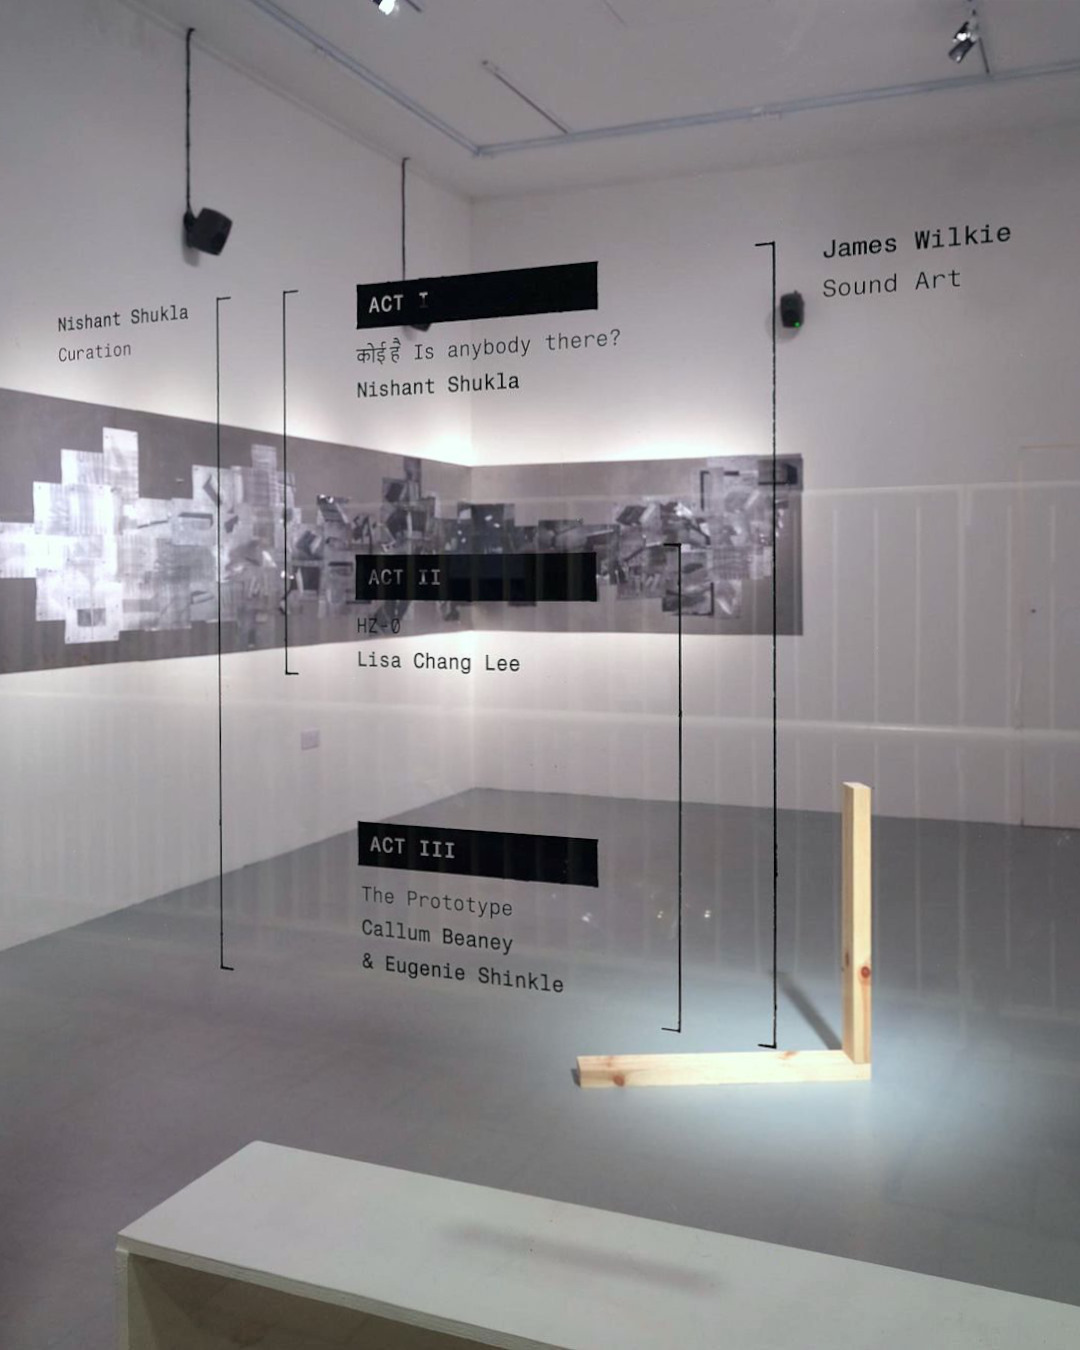 Nishant Shukla
Curation
ACT I
कोई है Is anybody there?
Nishant Shukla
ACT II
HZ-0
Lisa Chang Lee
ACT III
The Prototype
Callum Beaney
& Eugenie Shinkle
James Wilkie
Sound Art